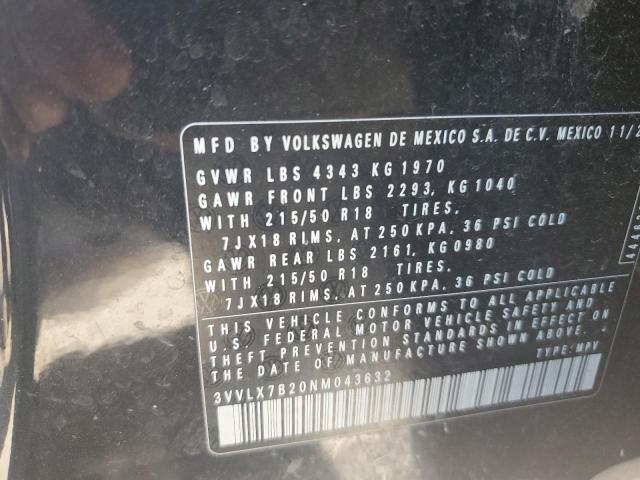 MFD BY VOLKSWAGEN DE MEXICO S.A. DE C.V. MEXICO 11/2
GVWR LBS 4343 KG 1970
GAWR FRONT LBS 2293, KG 1040
WITH 215/50 R18 TIRES,
7JX18 RIMS, AT 250 KPA, 36 PSI COLD
GAWR REAR LBS 2161, KG0980
WITH 215/50 R18 TIRES,
7JX18 RIMS, AT 250 KPA, 36 PSI COLD
THIS VEHICLE CONFORMS TO ALL APPLICABLE
U.S. FEDERAL MOTOR VEHICLE SAFETY AND
THEFT PREVENTION STANDARDS IN EFFECT ON
THE DATE OF MANUFACTURE SHOWN ABOVE.
3VVLX7B20NM043632 TYPE: MPV